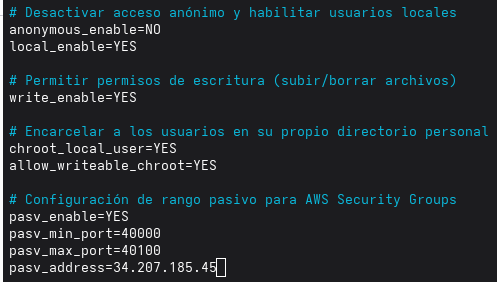 # Desactivar acceso anónimo y habilitar usuarios locales
anonymous_enable=NO
local_enable=YES

# Permitir permisos de escritura (subir/borrar archivos)
write_enable=YES

# Encarcelar a los usuarios en su propio directorio personal
chroot_local_user=YES
allow_writeable_chroot=YES

# Configuración de rango pasivo para AWS Security Groups
pasv_enable=YES
pasv_min_port=40000
pasv_max_port=40100
pasv_address=34.207.185.45